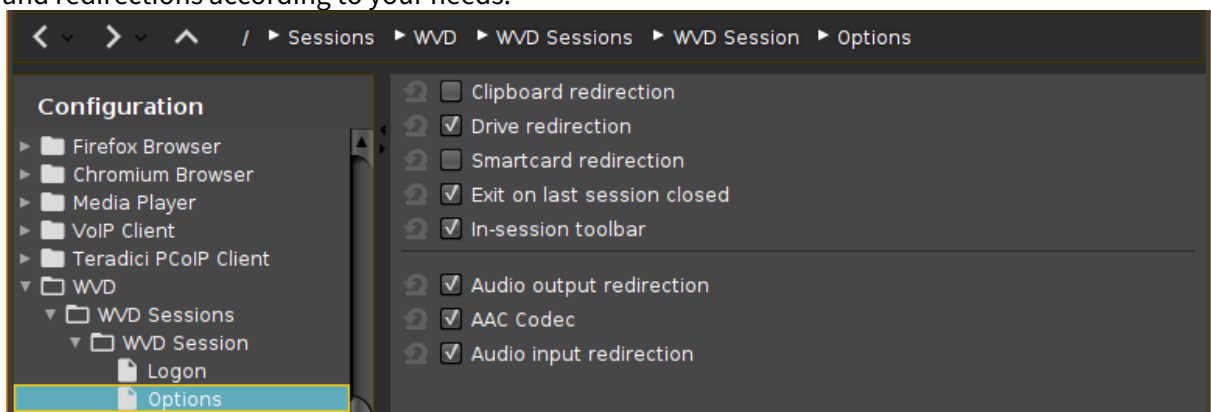 and redirections according to your needs.
/ Sessions WVD WVD Sessions WVD Session Options
Configuration
Firefox Browser
Chromium Browser
Media Player
VoIP Client
Teradici PCoIP Client
WVD
WVD Sessions
WVD Session
Logon
Options
Clipboard redirection
Drive redirection
Smartcard redirection
Exit on last session closed
In-session toolbar
Audio output redirection
AAC Codec
Audio input redirection